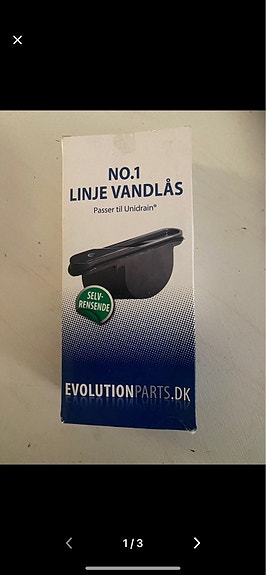 NO.1
LINJE VANDLÅS
Passer til Unidrain®
SELV-
RENSENDE
EVOLUTIONPARTS.DK
1/3